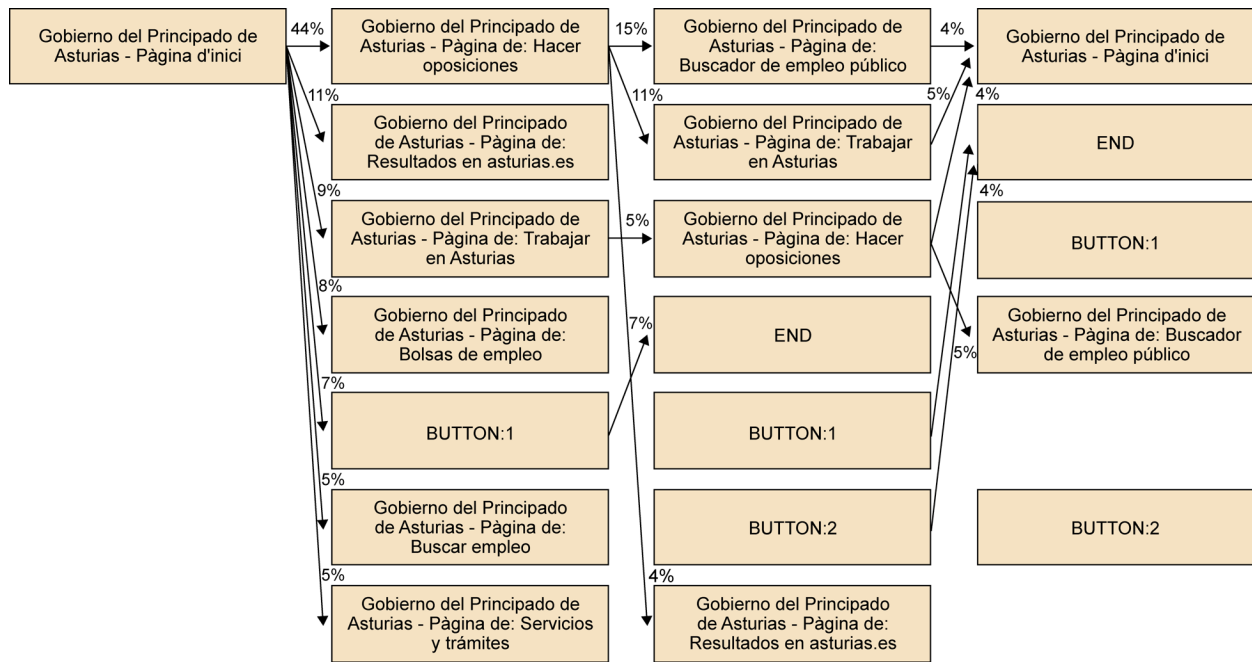 Gobierno del Principado de
Asturias - Pàgina d'inici
44%
11%
9%
8%
7%
5%
5%
Gobierno del Principado de
Asturias - Pàgina de: Hacer
oposiciones
Gobierno del Principado
de Asturias - Pàgina de:
Resultados en asturias.es
Gobierno del Principado de
Asturias - Pàgina de: Trabajar
en Asturias
Gobierno del Principado
de Asturias - Pàgina de:
Bolsas de empleo
BUTTON:1
Gobierno del Principado
de Asturias - Pàgina de:
Buscar empleo
Gobierno del Principado de
Asturias - Pàgina de: Servicios
y trámites
15%
11%
5%
7%
4%
Gobierno del Principado de
Asturias - Pàgina de:
Buscador de empleo público
Gobierno del Principado de
Asturias - Pàgina de: Trabajar
en Asturias
Gobierno del Principado de
Asturias - Pàgina de: Hacer
oposiciones
END
BUTTON:1
BUTTON:2
Gobierno del Principado
de Asturias - Pàgina de:
Resultados en asturias.es
4%
5%
4%
4%
5%
Gobierno del Principado de
Asturias - Pàgina d'inici
END
BUTTON:1
Gobierno del Principado de
Asturias - Pàgina de: Buscador
de empleo público
BUTTON:2